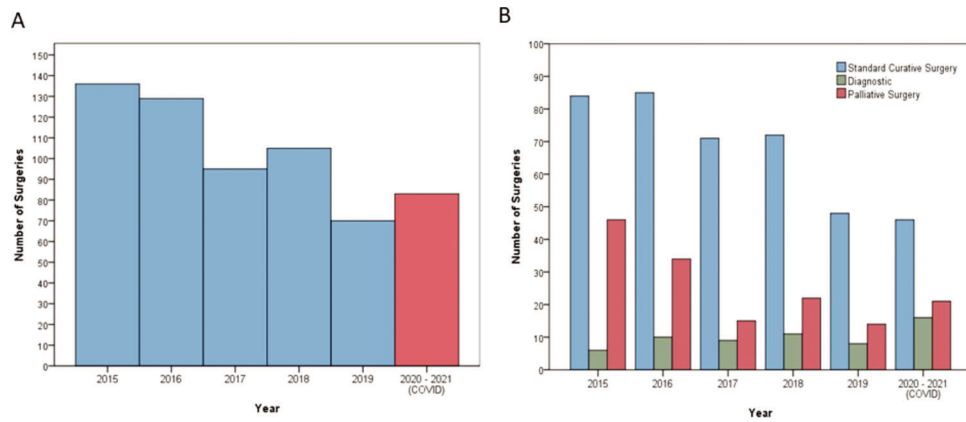 A
Number of Surgeries
150
140
130
120
110
100
90
80
70
60
50
40
30
20
10
0
2015 2016 2017 2018 2019 2020 - 2021
(COVID)
Year
B
Number of Surgeries
100
90
80
70
60
50
40
30
20
10
0
Standard Curative Surgery
Diagnostic
Palliative Surgery
2015 2016 2017 2018 2019 2020 - 2021
(COVID)
Year